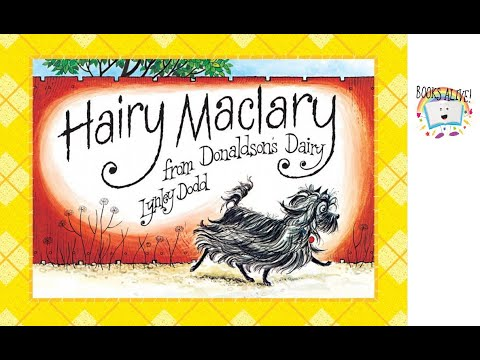 Hairy Maclary
from Donaldson's Dairy
Lynley Dodd
BOOKS ALIVE!